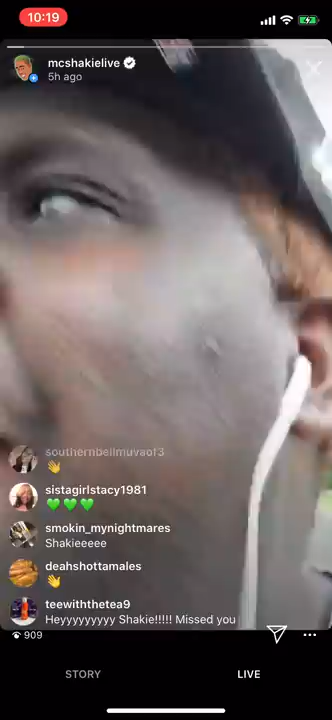 10:19
mcshakielive
5h ago
southernbellmuvaof3
👋
sistagirlstacy1981
💚💚💚
smokin_mynightmares
Shakieeeee
deahshottamales
👋
teewiththetea9
Heyyyyyyyyy Shakie!!!!! Missed you
909
STORY
LIVE